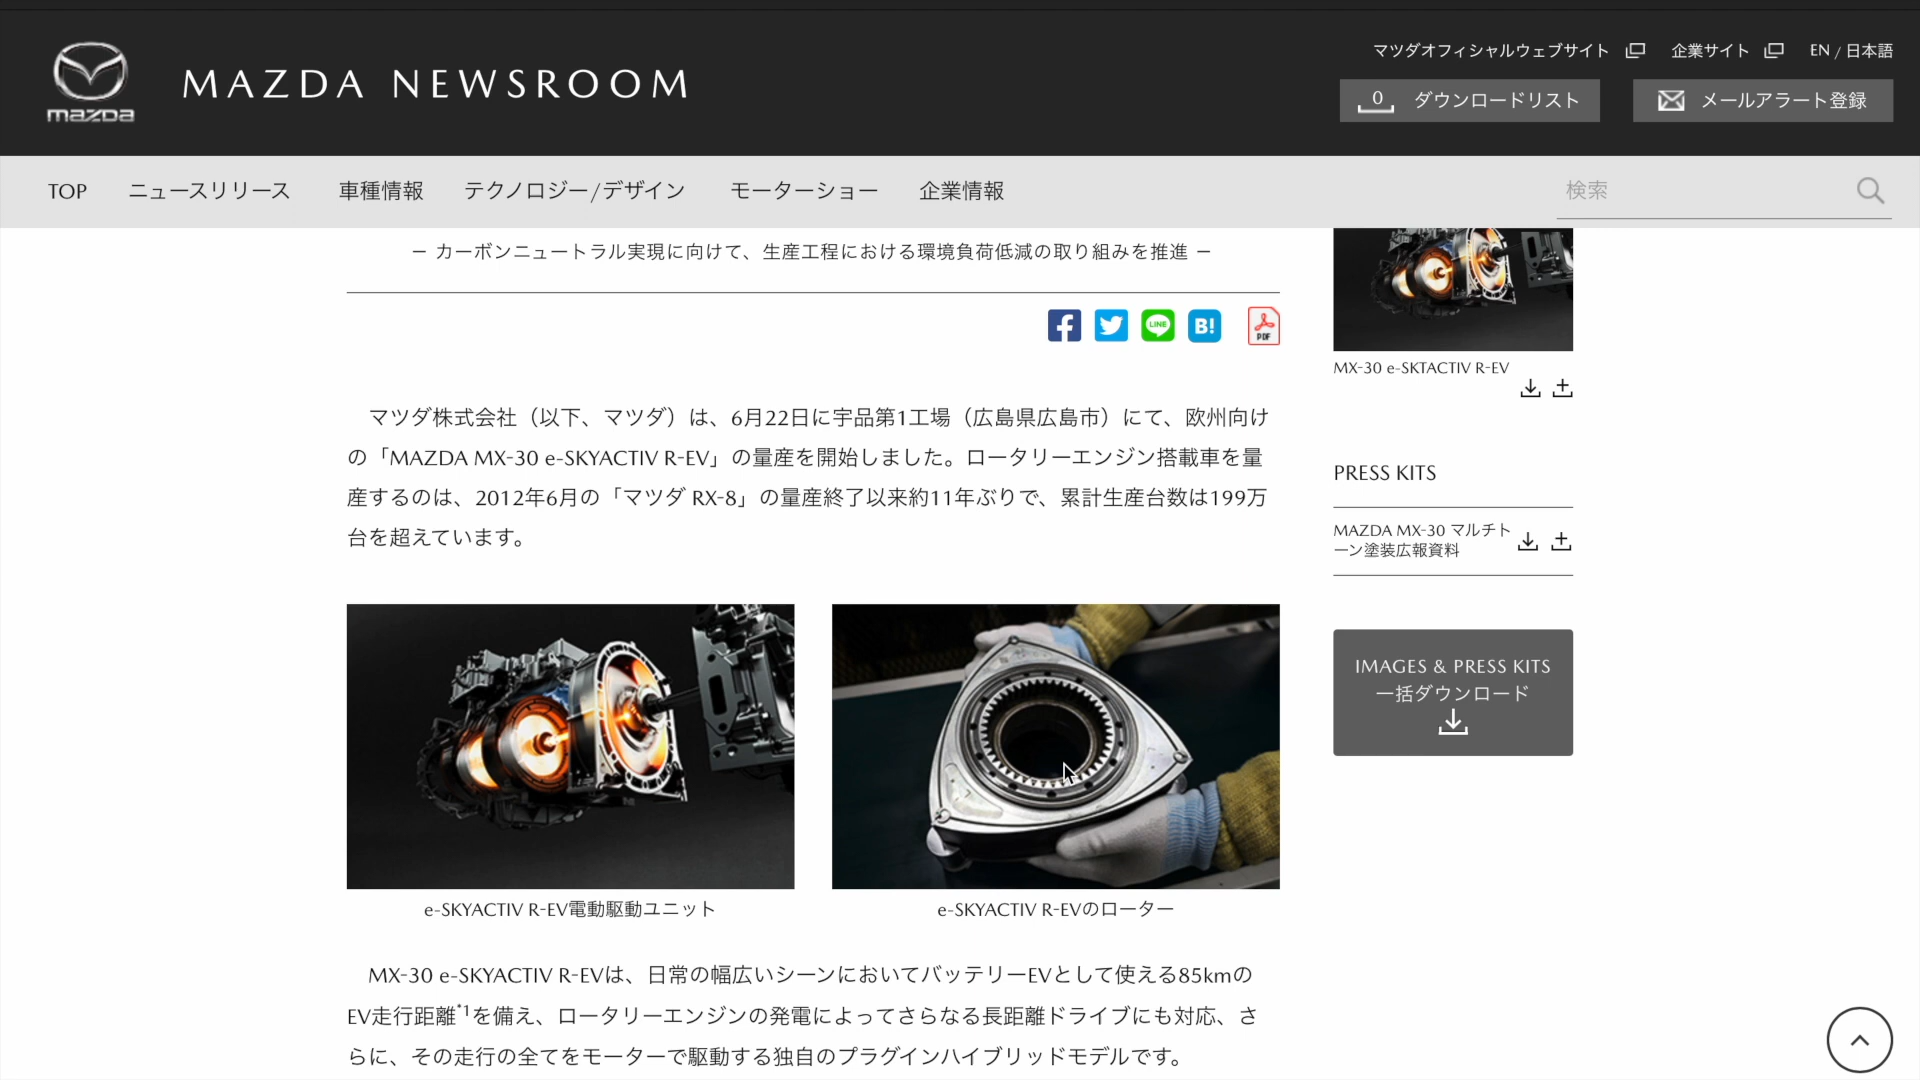 mazda
MAZDA NEWSROOM
マツダオフィシャルウェブサイト
企業サイト
EN / 日本語
0 ダウンロードリスト
メールアラート登録
TOP
ニュースリリース
車種情報
テクノロジー/デザイン
モーターショー
企業情報
検索
－ カーボンニュートラル実現に向けて、生産工程における環境負荷低減の取り組みを推進 －
LINE
B!
PDF
マツダ株式会社（以下、マツダ）は、6月22日に宇品第1工場（広島県広島市）にて、欧州向け
の「MAZDA MX-30 e-SKYACTIV R-EV」の量産を開始しました。ロータリーエンジン搭載車を量
産するのは、2012年6月の「マツダ RX-8」の量産終了以来約11年ぶりで、累計生産台数は199万
台を超えています。
e-SKYACTIV R-EV電動駆動ユニット
e-SKYACTIV R-EVのローター
MX-30 e-SKYACTIV R-EVは、日常の幅広いシーンにおいてバッテリーEVとして使える85kmの
EV走行距離*1を備え、ロータリーエンジンの発電によってさらなる長距離ドライブにも対応、さ
らに、その走行の全てをモーターで駆動する独自のプラグインハイブリッドモデルです。
MX-30 e-SKTACTIV R-EV
PRESS KITS
MAZDA MX-30 マルチト
ーン塗装広報資料
IMAGES & PRESS KITS
一括ダウンロード